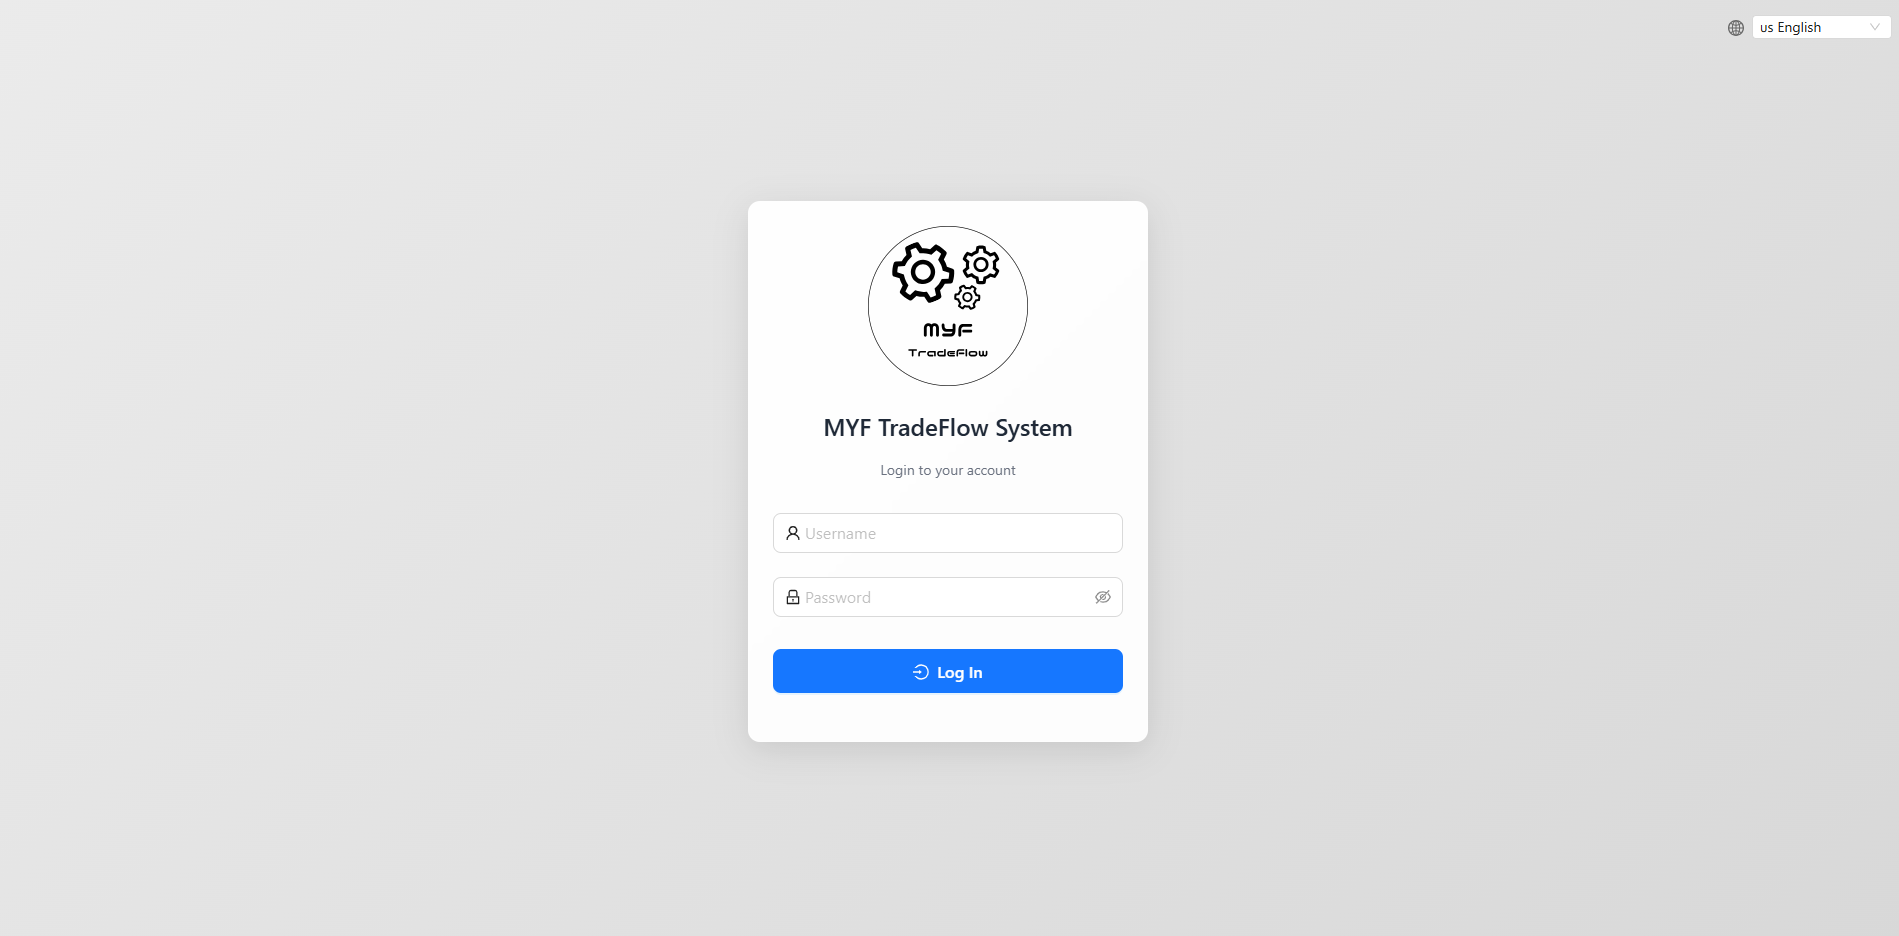 us English
MYF
TradeFlow
MYF TradeFlow System
Login to your account
Username
Password
Log In